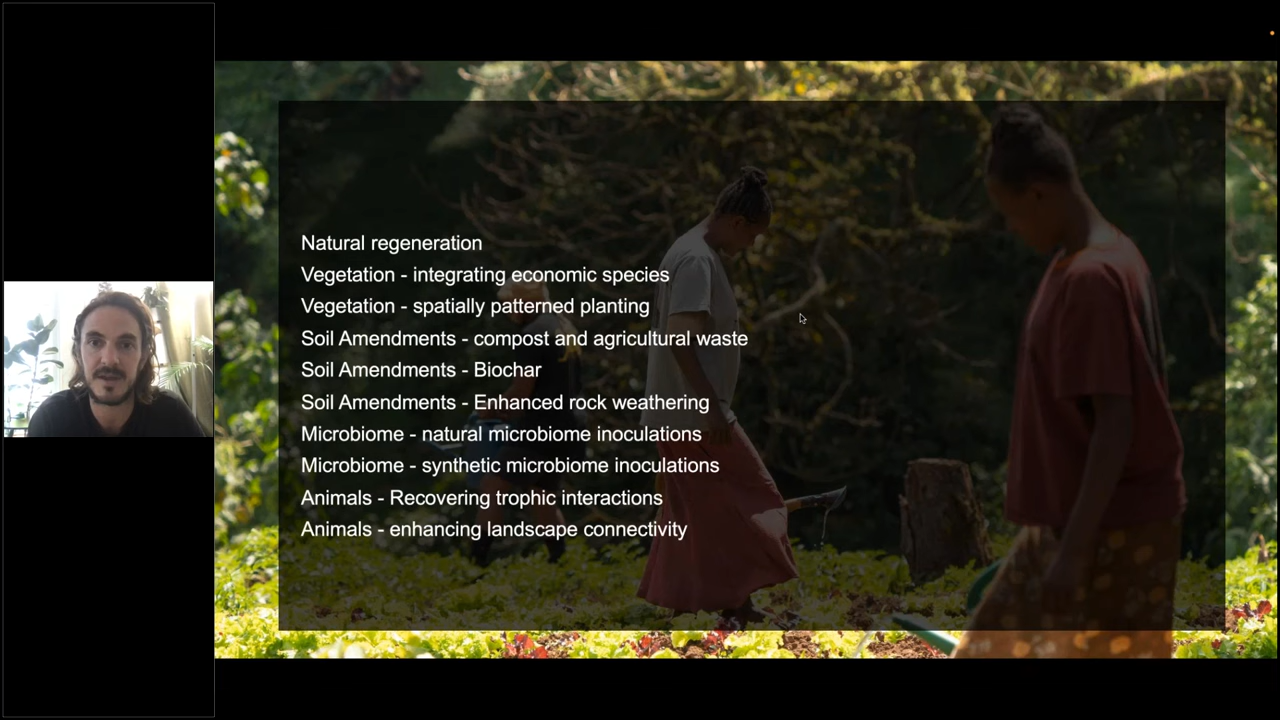 Natural regeneration
Vegetation - integrating economic species
Vegetation - spatially patterned planting
Soil Amendments - compost and agricultural waste
Soil Amendments - Biochar
Soil Amendments - Enhanced rock weathering
Microbiome - natural microbiome inoculations
Microbiome - synthetic microbiome inoculations
Animals - Recovering trophic interactions
Animals - enhancing landscape connectivity